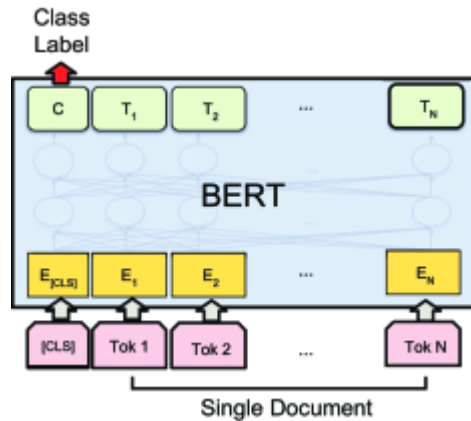 Class
Label
C T1 T2 ... TN
...
BERT
...
E[CLS] E1 E2 ... EN
[CLS] Tok 1 Tok 2 ... Tok N
Single Document